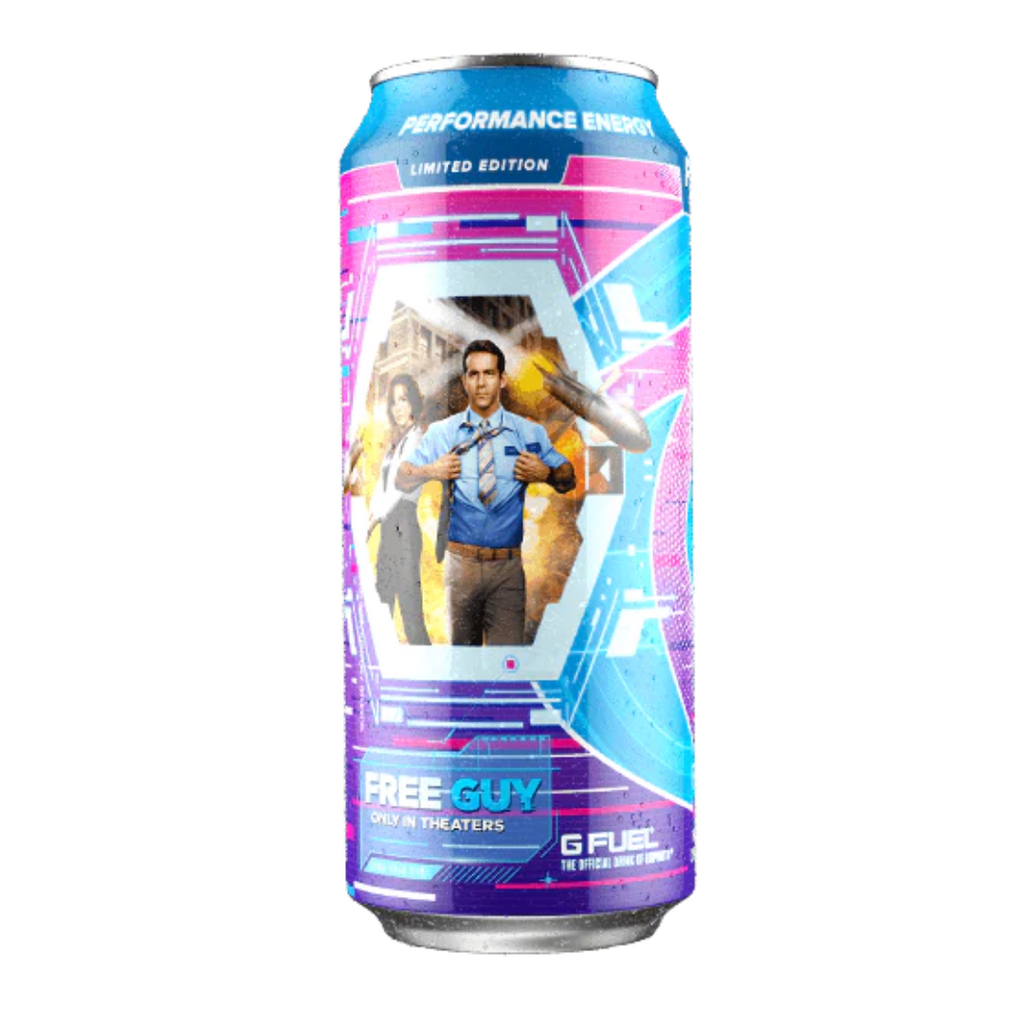 PERFORMANCE ENERGY
LIMITED EDITION
FREE GUY
ONLY IN THEATERS
G FUEL
THE OFFICIAL DRINK OF ESPORTS®